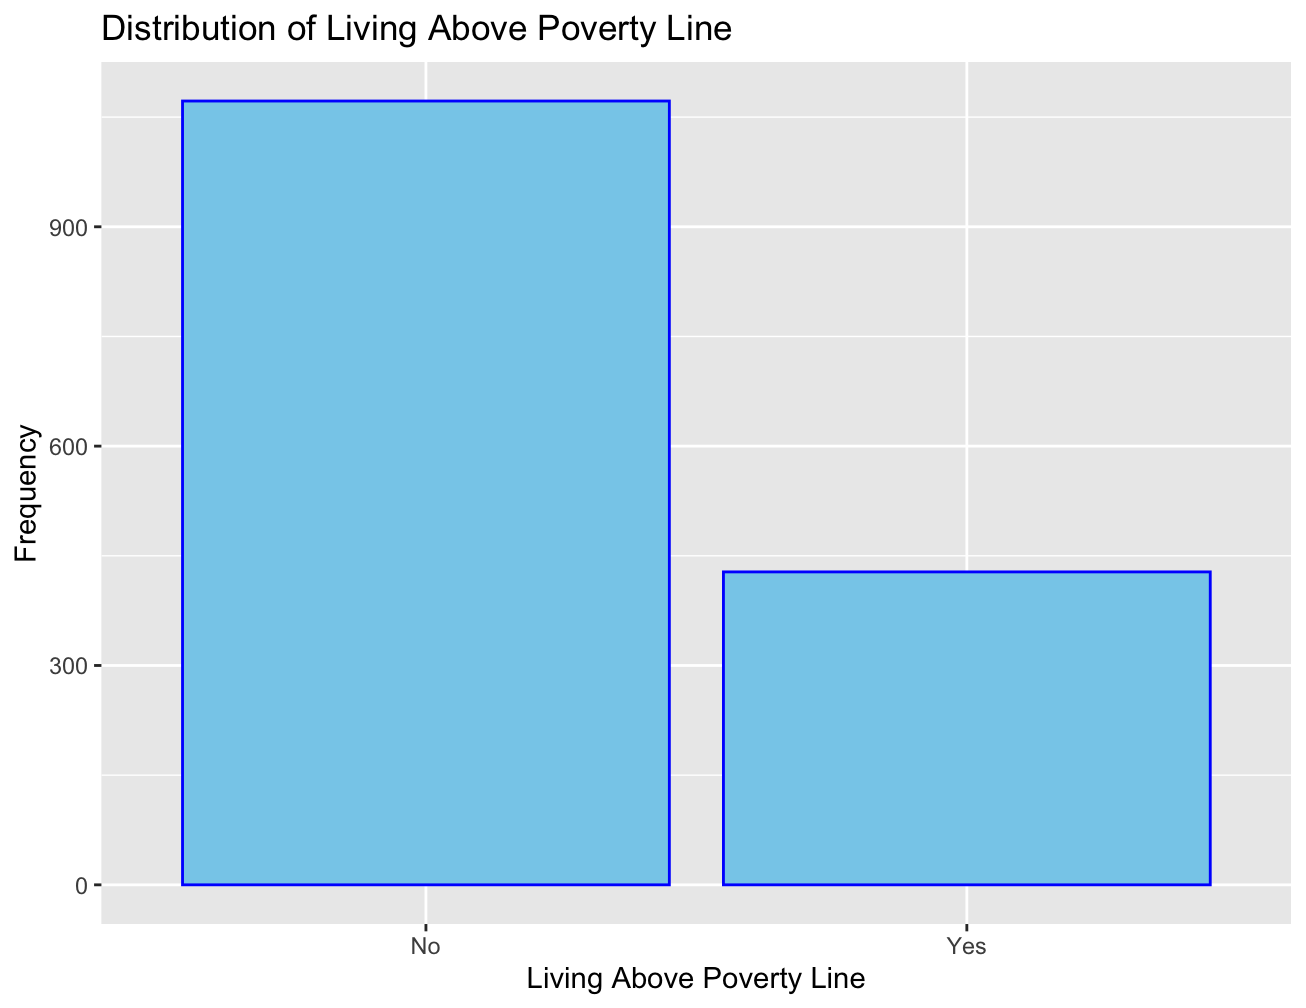 Distribution of Living Above Poverty Line
900
600
300
0
Frequency
No
Yes
Living Above Poverty Line